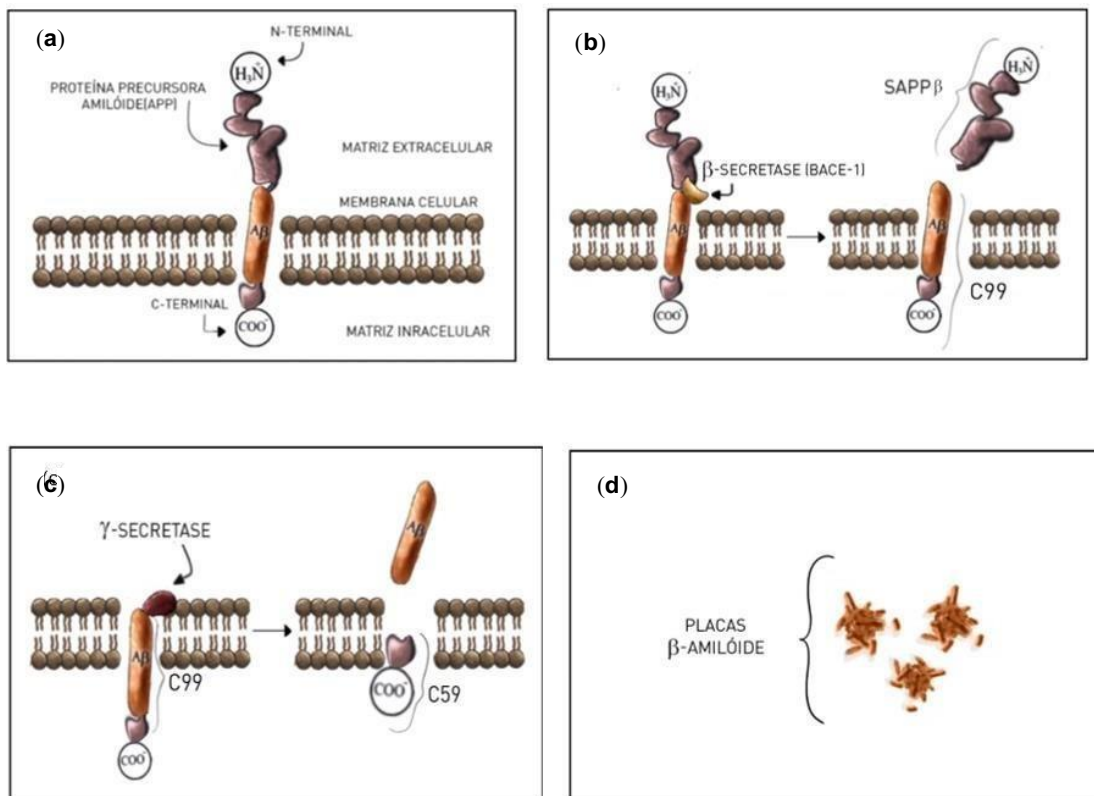 (a)
N-TERMINAL
H₃N⁺
PROTEÍNA PRECURSORA
AMILÓIDE(APP)
MATRIZ EXTRACELULAR
MEMBRANA CELULAR
Aβ
C-TERMINAL
COO⁻
MATRIZ INRACELULAR
(b)
H₃N⁺
SAPP β
H₃N⁺
β-SECRETASE (BACE-1)
Aβ
Aβ
C99
COO⁻
COO⁻
(c)
γ-SECRETASE
Aβ
Aβ
C99
COO⁻
C59
COO⁻
(d)
PLACAS
β-AMILÓIDE